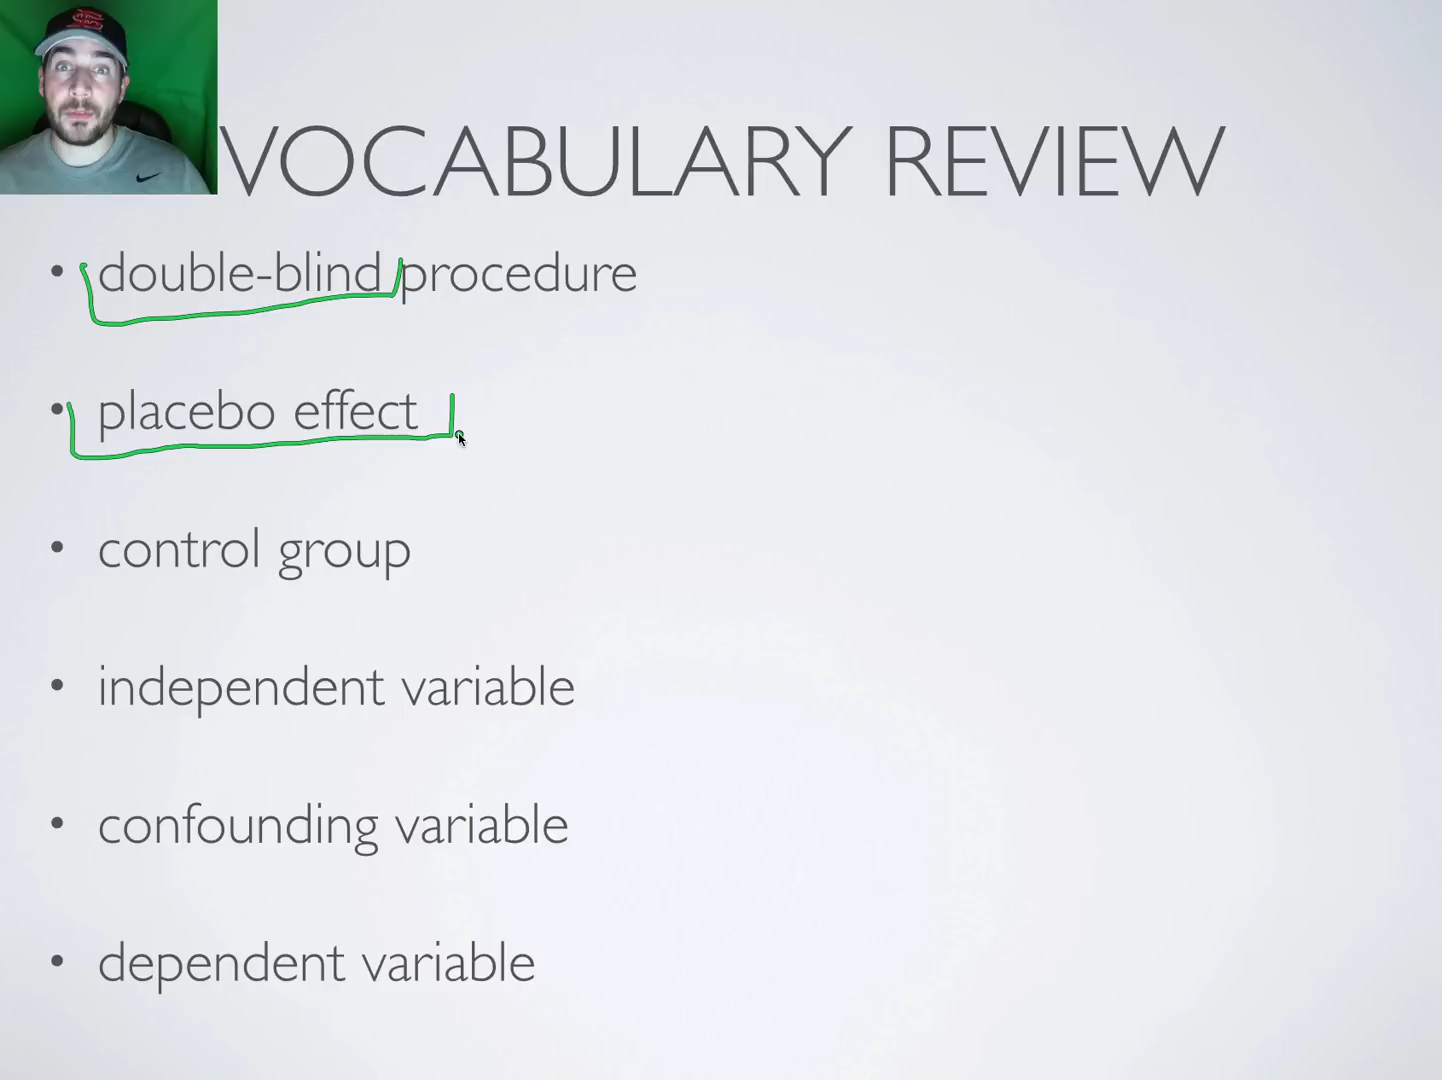 VOCABULARY REVIEW
• double-blind procedure
• placebo effect
• control group
• independent variable
• confounding variable
• dependent variable